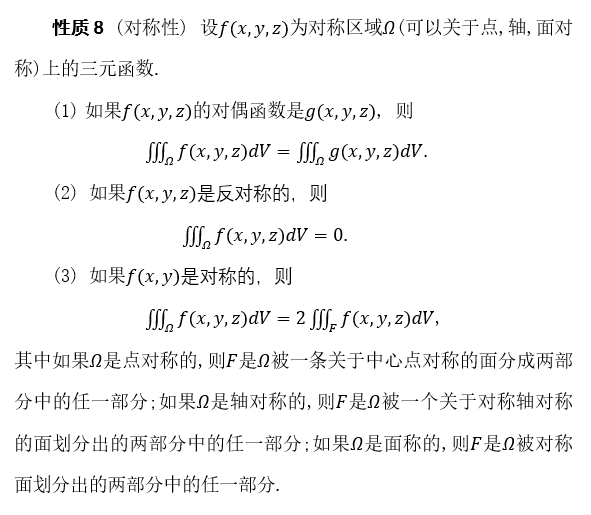 性质 8 (对称性) 设f(x, y, z)为对称区域Ω(可以关于点,轴,面对
称)上的三元函数.
(1) 如果f(x, y, z)的对偶函数是g(x, y, z), 则
∭_Ω f(x, y, z)dV = ∭_Ω g(x, y, z)dV.
(2) 如果f(x, y, z)是反对称的, 则
∭_Ω f(x, y, z)dV = 0.
(3) 如果f(x, y)是对称的, 则
∭_Ω f(x, y, z)dV = 2 ∭_F f(x, y, z)dV,
其中如果Ω是点对称的,则F是Ω被一条关于中心点对称的面分成两部
分中的任一部分;如果Ω是轴对称的,则F是Ω被一个关于对称轴对称
的面划分出的两部分中的任一部分;如果Ω是面称的,则F是Ω被对称
面划分出的两部分中的任一部分.